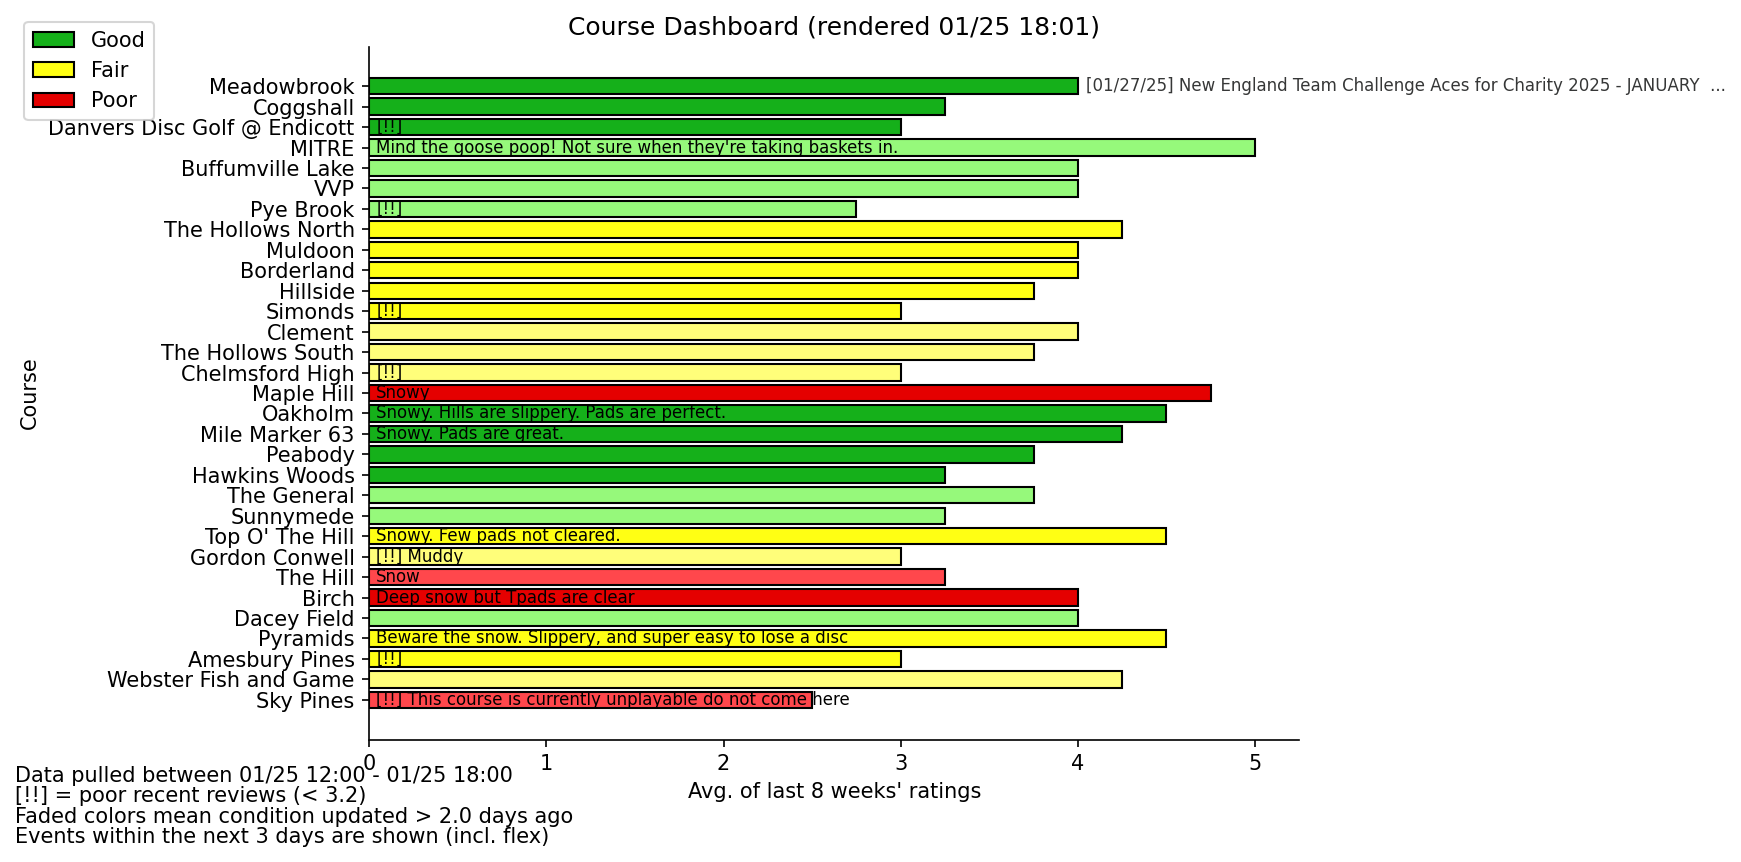 Course Dashboard (rendered 01/25 18:01)
Good
Fair
Poor
Course
Meadowbrook [01/27/25] New England Team Challenge Aces for Charity 2025 - JANUARY ...
Coggshall
Danvers Disc Golf @ Endicott [!!]
MITRE Mind the goose poop! Not sure when they're taking baskets in.
Buffumville Lake
VVP
Pye Brook [!!]
The Hollows North
Muldoon
Borderland
Hillside
Simonds [!!]
Clement
The Hollows South
Chelmsford High [!!]
Maple Hill Snowy
Oakholm Snowy. Hills are slippery. Pads are perfect.
Mile Marker 63 Snowy. Pads are great.
Peabody
Hawkins Woods
The General
Sunnymede
Top O' The Hill Snowy. Few pads not cleared.
Gordon Conwell [!!] Muddy
The Hill Snow
Birch Deep snow but Tpads are clear
Dacey Field
Pyramids Beware the snow. Slippery, and super easy to lose a disc
Amesbury Pines [!!]
Webster Fish and Game
Sky Pines [!!] This course is currently unplayable do not come here
0 1 2 3 4 5
Avg. of last 8 weeks' ratings
Data pulled between 01/25 12:00 - 01/25 18:00
[!!] = poor recent reviews (< 3.2)
Faded colors mean condition updated > 2.0 days ago
Events within the next 3 days are shown (incl. flex)